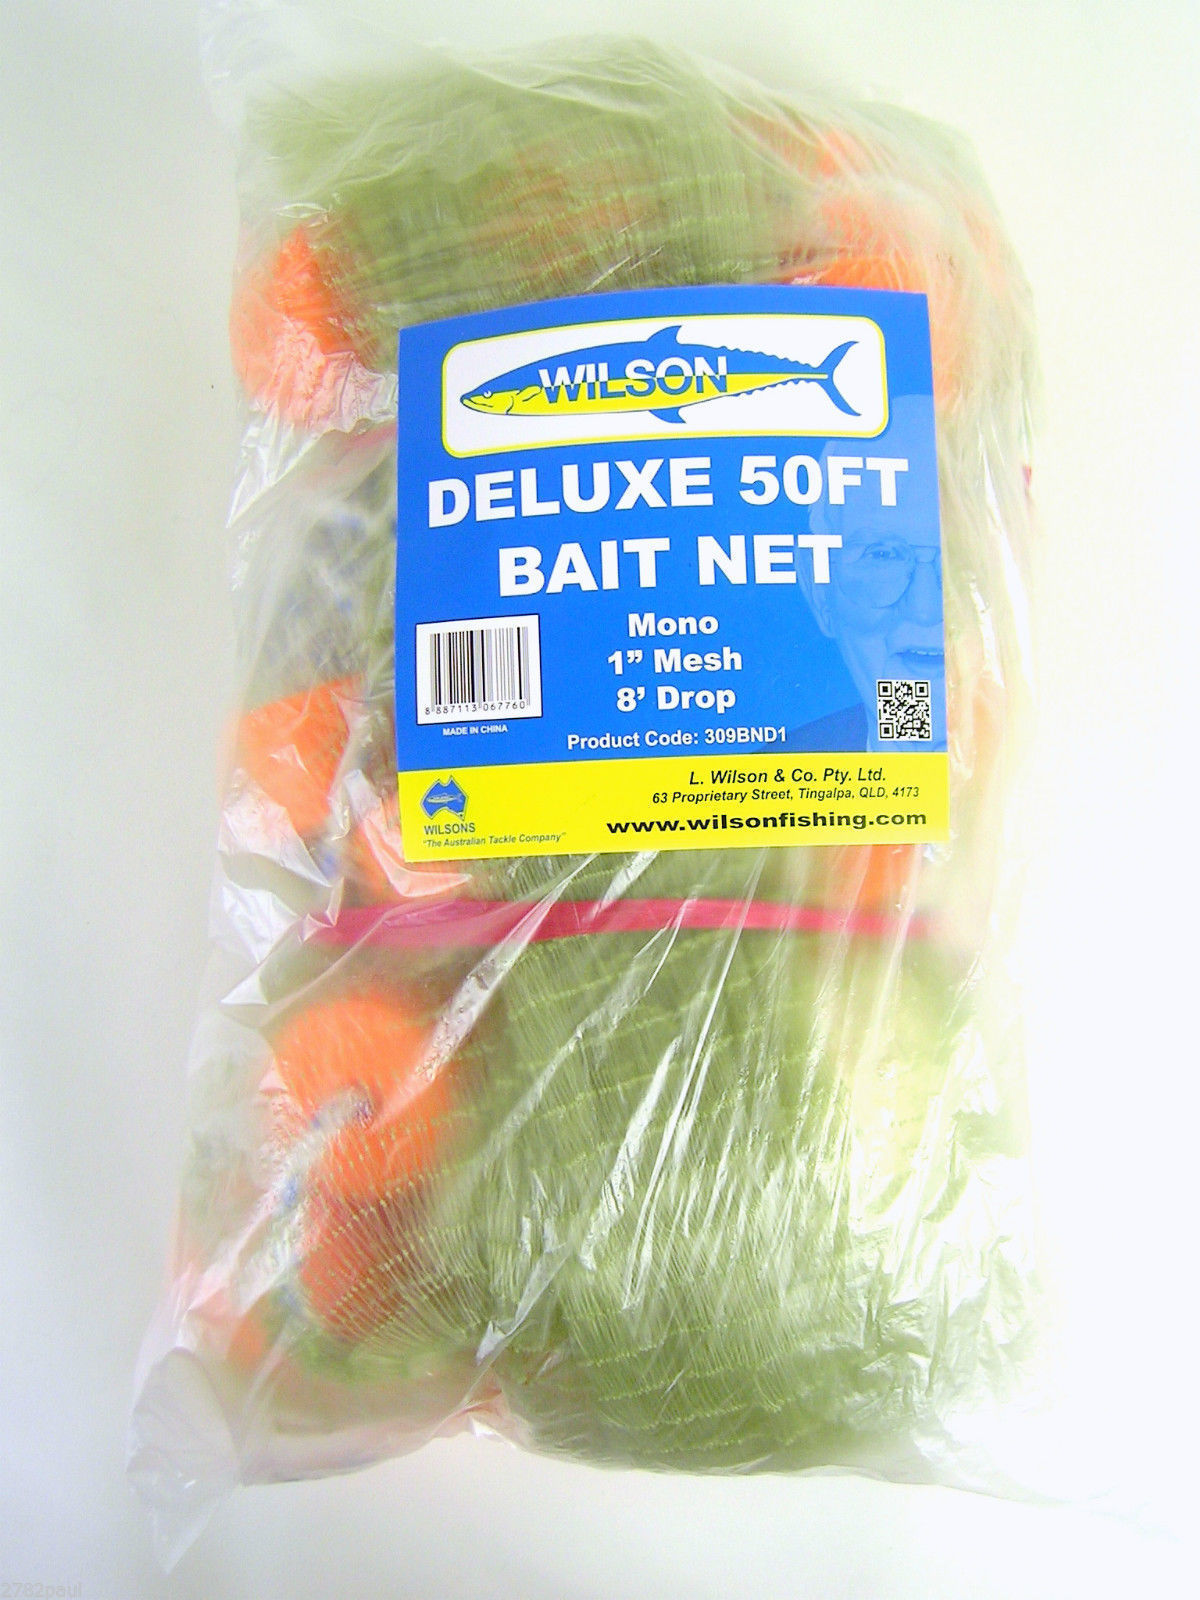 WILSON
DELUXE 50FT
BAIT NET
Mono
1” Mesh
8’ Drop
Product Code: 309BND1
8 887113 067760
MADE IN CHINA
L. Wilson & Co. Pty. Ltd.
63 Proprietary Street, Tingalpa, QLD, 4173
www.wilsonfishing.com
WILSONS
"The Australian Tackle Company"
2782paul